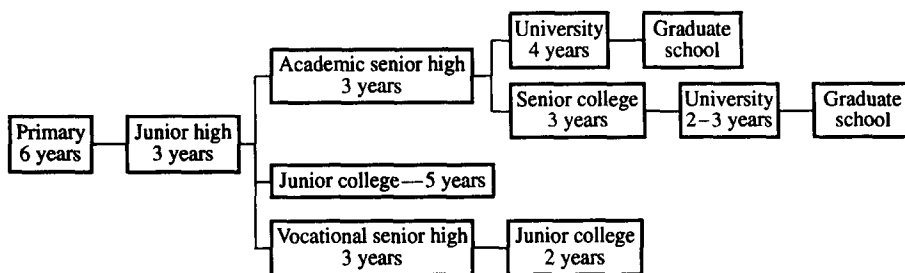 Primary
6 years
Junior high
3 years
Academic senior high
3 years
University
4 years
Graduate
school
Senior college
3 years
University
2–3 years
Graduate
school
Junior college—5 years
Vocational senior high
3 years
Junior college
2 years